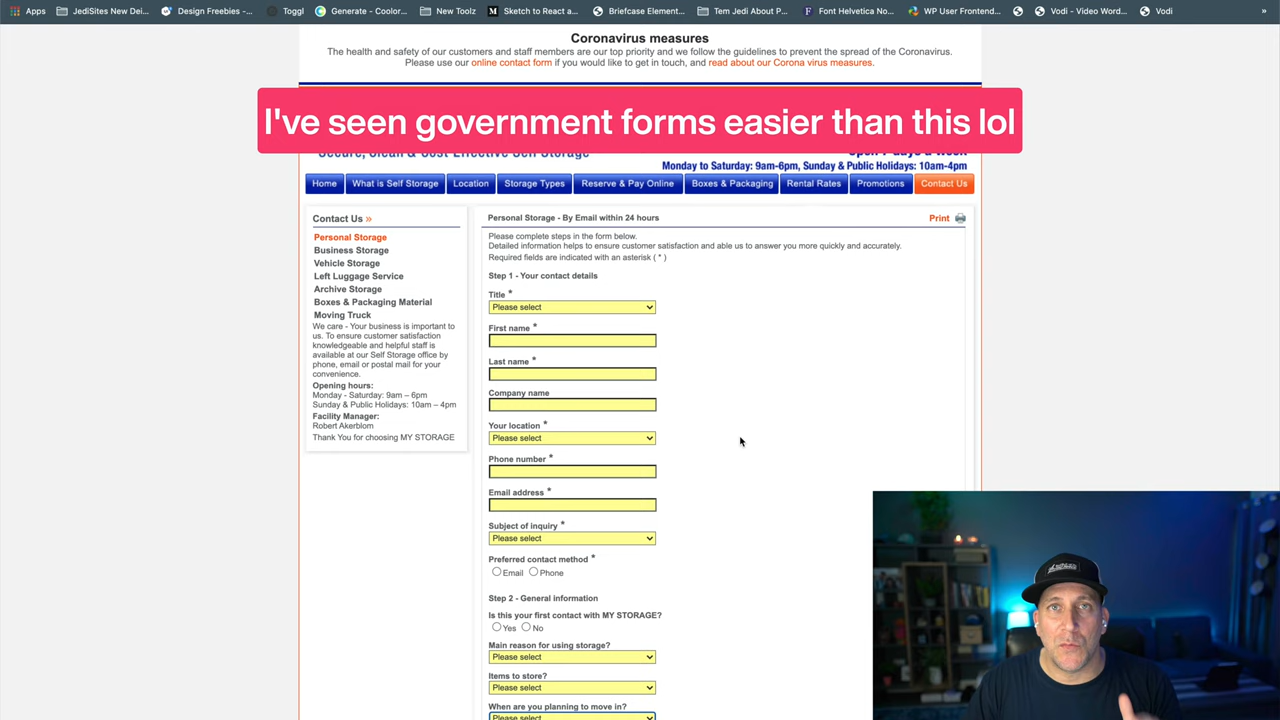 Apps
JediSites New Dei...
Design Freebies -...
Toggl
Generate - Coolor...
New Toolz
Sketch to React a...
Briefcase Element...
Tem Jedi About P...
Font Helvetica No...
WP User Frontend...
Vodi - Video Word...
Vodi
»
Coronavirus measures
The health and safety of our customers and staff members are our top priority and we follow the guidelines to prevent the spread of the Coronavirus.
Please use our online contact form if you would like to get in touch, and read about our Corona virus measures.
I've seen government forms easier than this lol
Secure, Clean & Cost Effective Self Storage
Monday to Saturday: 9am-6pm, Sunday & Public Holidays: 10am-4pm
Home
What is Self Storage
Location
Storage Types
Reserve & Pay Online
Boxes & Packaging
Rental Rates
Promotions
Contact Us
Contact Us »
Personal Storage
Business Storage
Vehicle Storage
Left Luggage Service
Archive Storage
Boxes & Packaging Material
Moving Truck
We care - Your business is important to
us. To ensure customer satisfaction
knowledgeable and helpful staff is
available at our Self Storage office by
phone, email or postal mail for your
convenience.
Opening hours:
Monday - Saturday: 9am – 6pm
Sunday & Public Holidays: 10am – 4pm
Facility Manager:
Robert Akerblom
Thank You for choosing MY STORAGE
Personal Storage - By Email within 24 hours
Print
Please complete steps in the form below.
Detailed information helps to ensure customer satisfaction and able us to answer you more quickly and accurately.
Required fields are indicated with an asterisk ( * )
Step 1 - Your contact details
Title *
Please select
First name *
Last name *
Company name
Your location *
Please select
Phone number *
Email address *
Subject of inquiry *
Please select
Preferred contact method *
Email Phone
Step 2 - General information
Is this your first contact with MY STORAGE?
Yes No
Main reason for using storage?
Please select
Items to store?
Please select
When are you planning to move in?
Please select